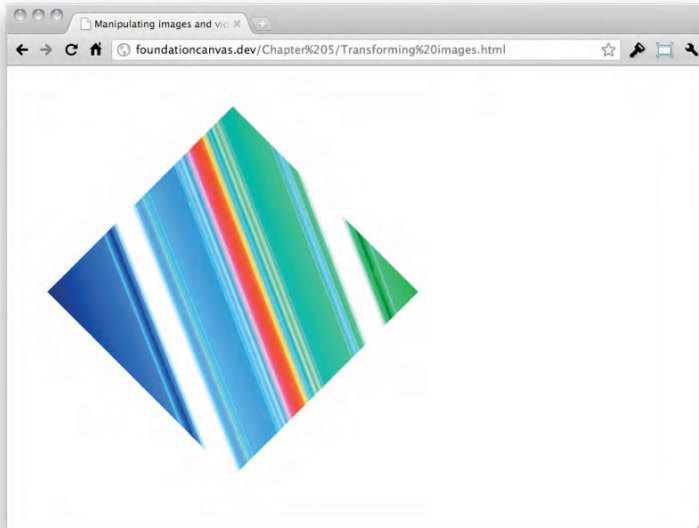 Manipulating images and vid
foundationcanvas.dev/Chapter%205/Transforming%20images.html